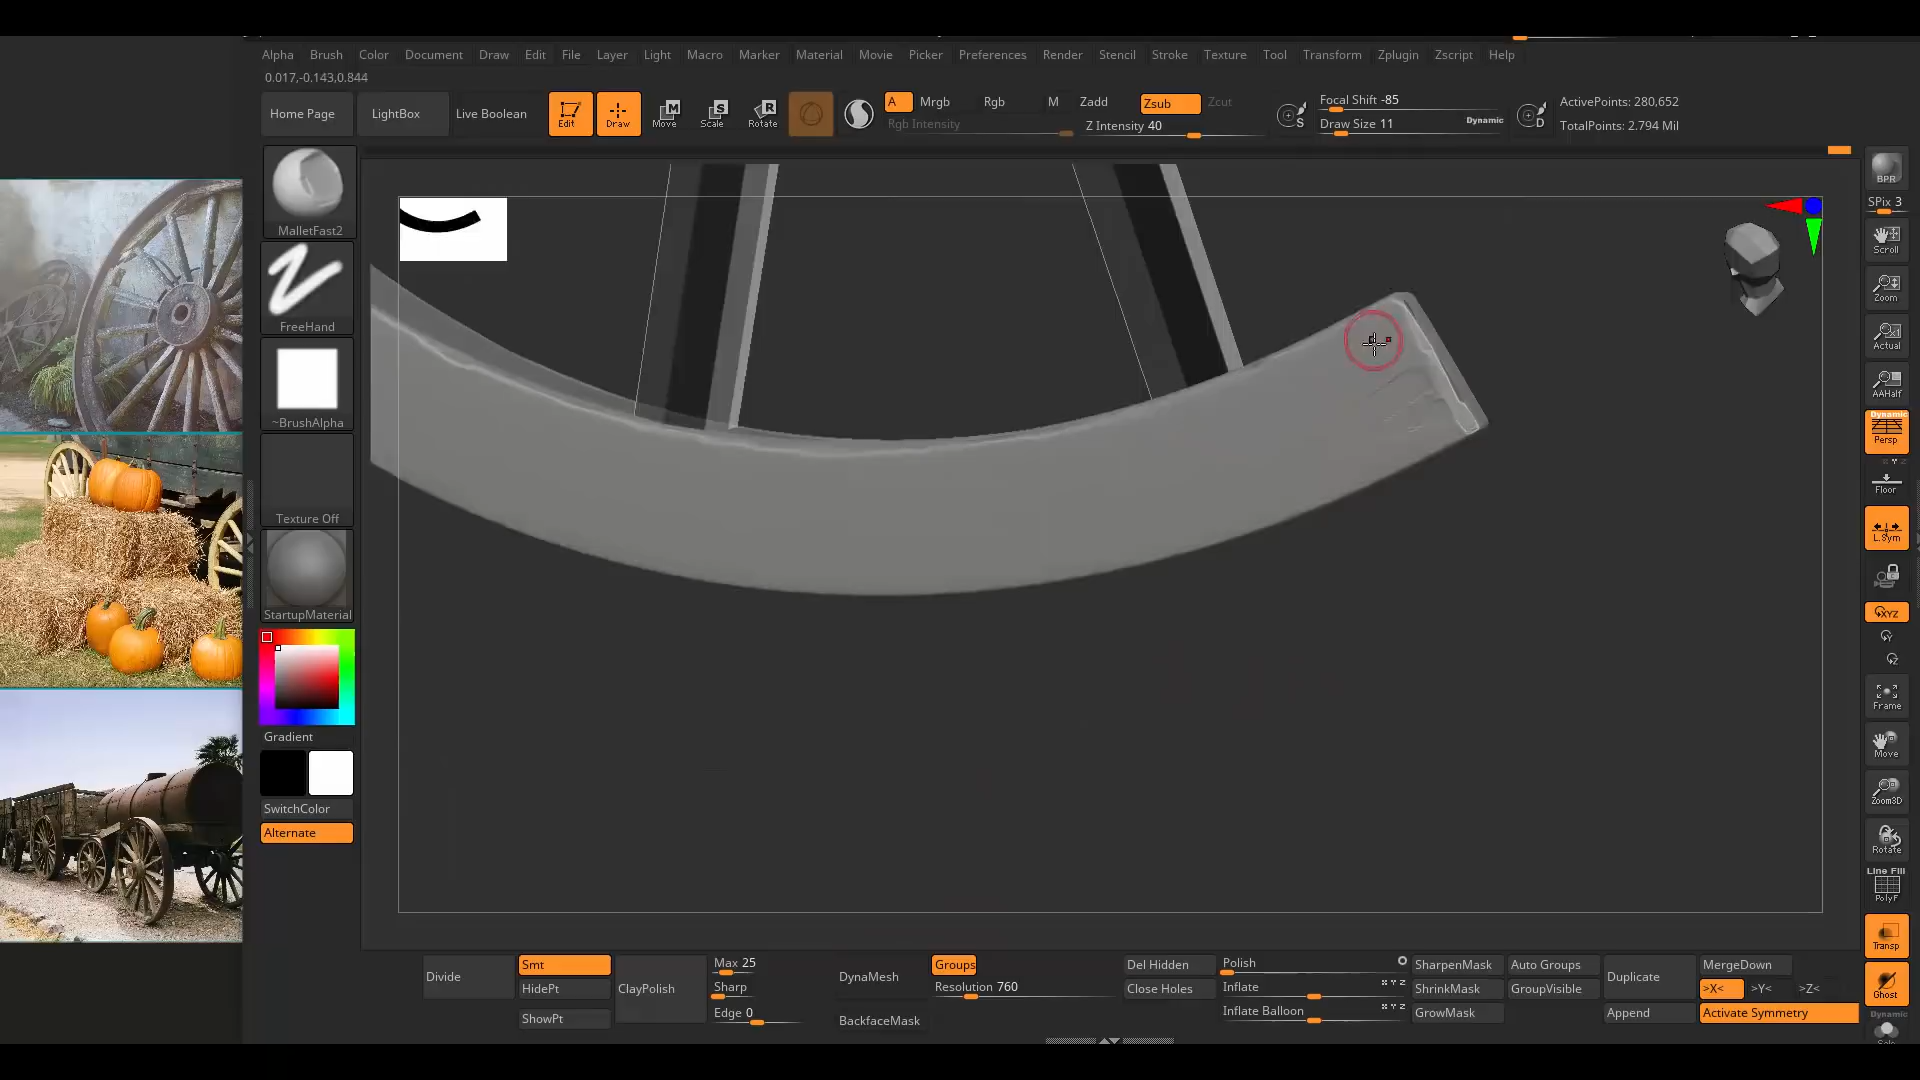 Alpha Brush Color Document Draw Edit File Layer Light Macro Marker Material Movie Picker Preferences Render Stencil Stroke Texture Tool Transform Zplugin Zscript Help
0.017,-0.143,0.844
Home Page LightBox Live Boolean Edit Draw Move Scale Rotate
M S R
A Mrgb Rgb M Zadd Zsub Zcut
Rgb Intensity Z Intensity 40
S Focal Shift -85
Draw Size 11 Dynamic
D ActivePoints: 280,652
TotalPoints: 2.794 Mil
MalletFast2
FreeHand
~BrushAlpha
Texture Off
StartupMaterial
Gradient
SwitchColor
Alternate
BPR
SPix 3
Scroll
Zoom
Actual
AAHalf
Dynamic
Persp
Floor
L.Sym
XYZ
Y
Z
Frame
Move
Zoom3D
Rotate
Line Fill
PolyF
Transp
Ghost
Dynamic
Divide Smt
HidePt
ShowPt
ClayPolish
Max 25
Sharp
Edge 0
DynaMesh
BackfaceMask
Groups
Resolution 760
Del Hidden
Close Holes
Polish
Inflate X Y Z
Inflate Balloon X Y Z
SharpenMask Auto Groups
ShrinkMask GroupVisible
GrowMask
Duplicate
Append
MergeDown
>X< >Y< >Z<
Activate Symmetry